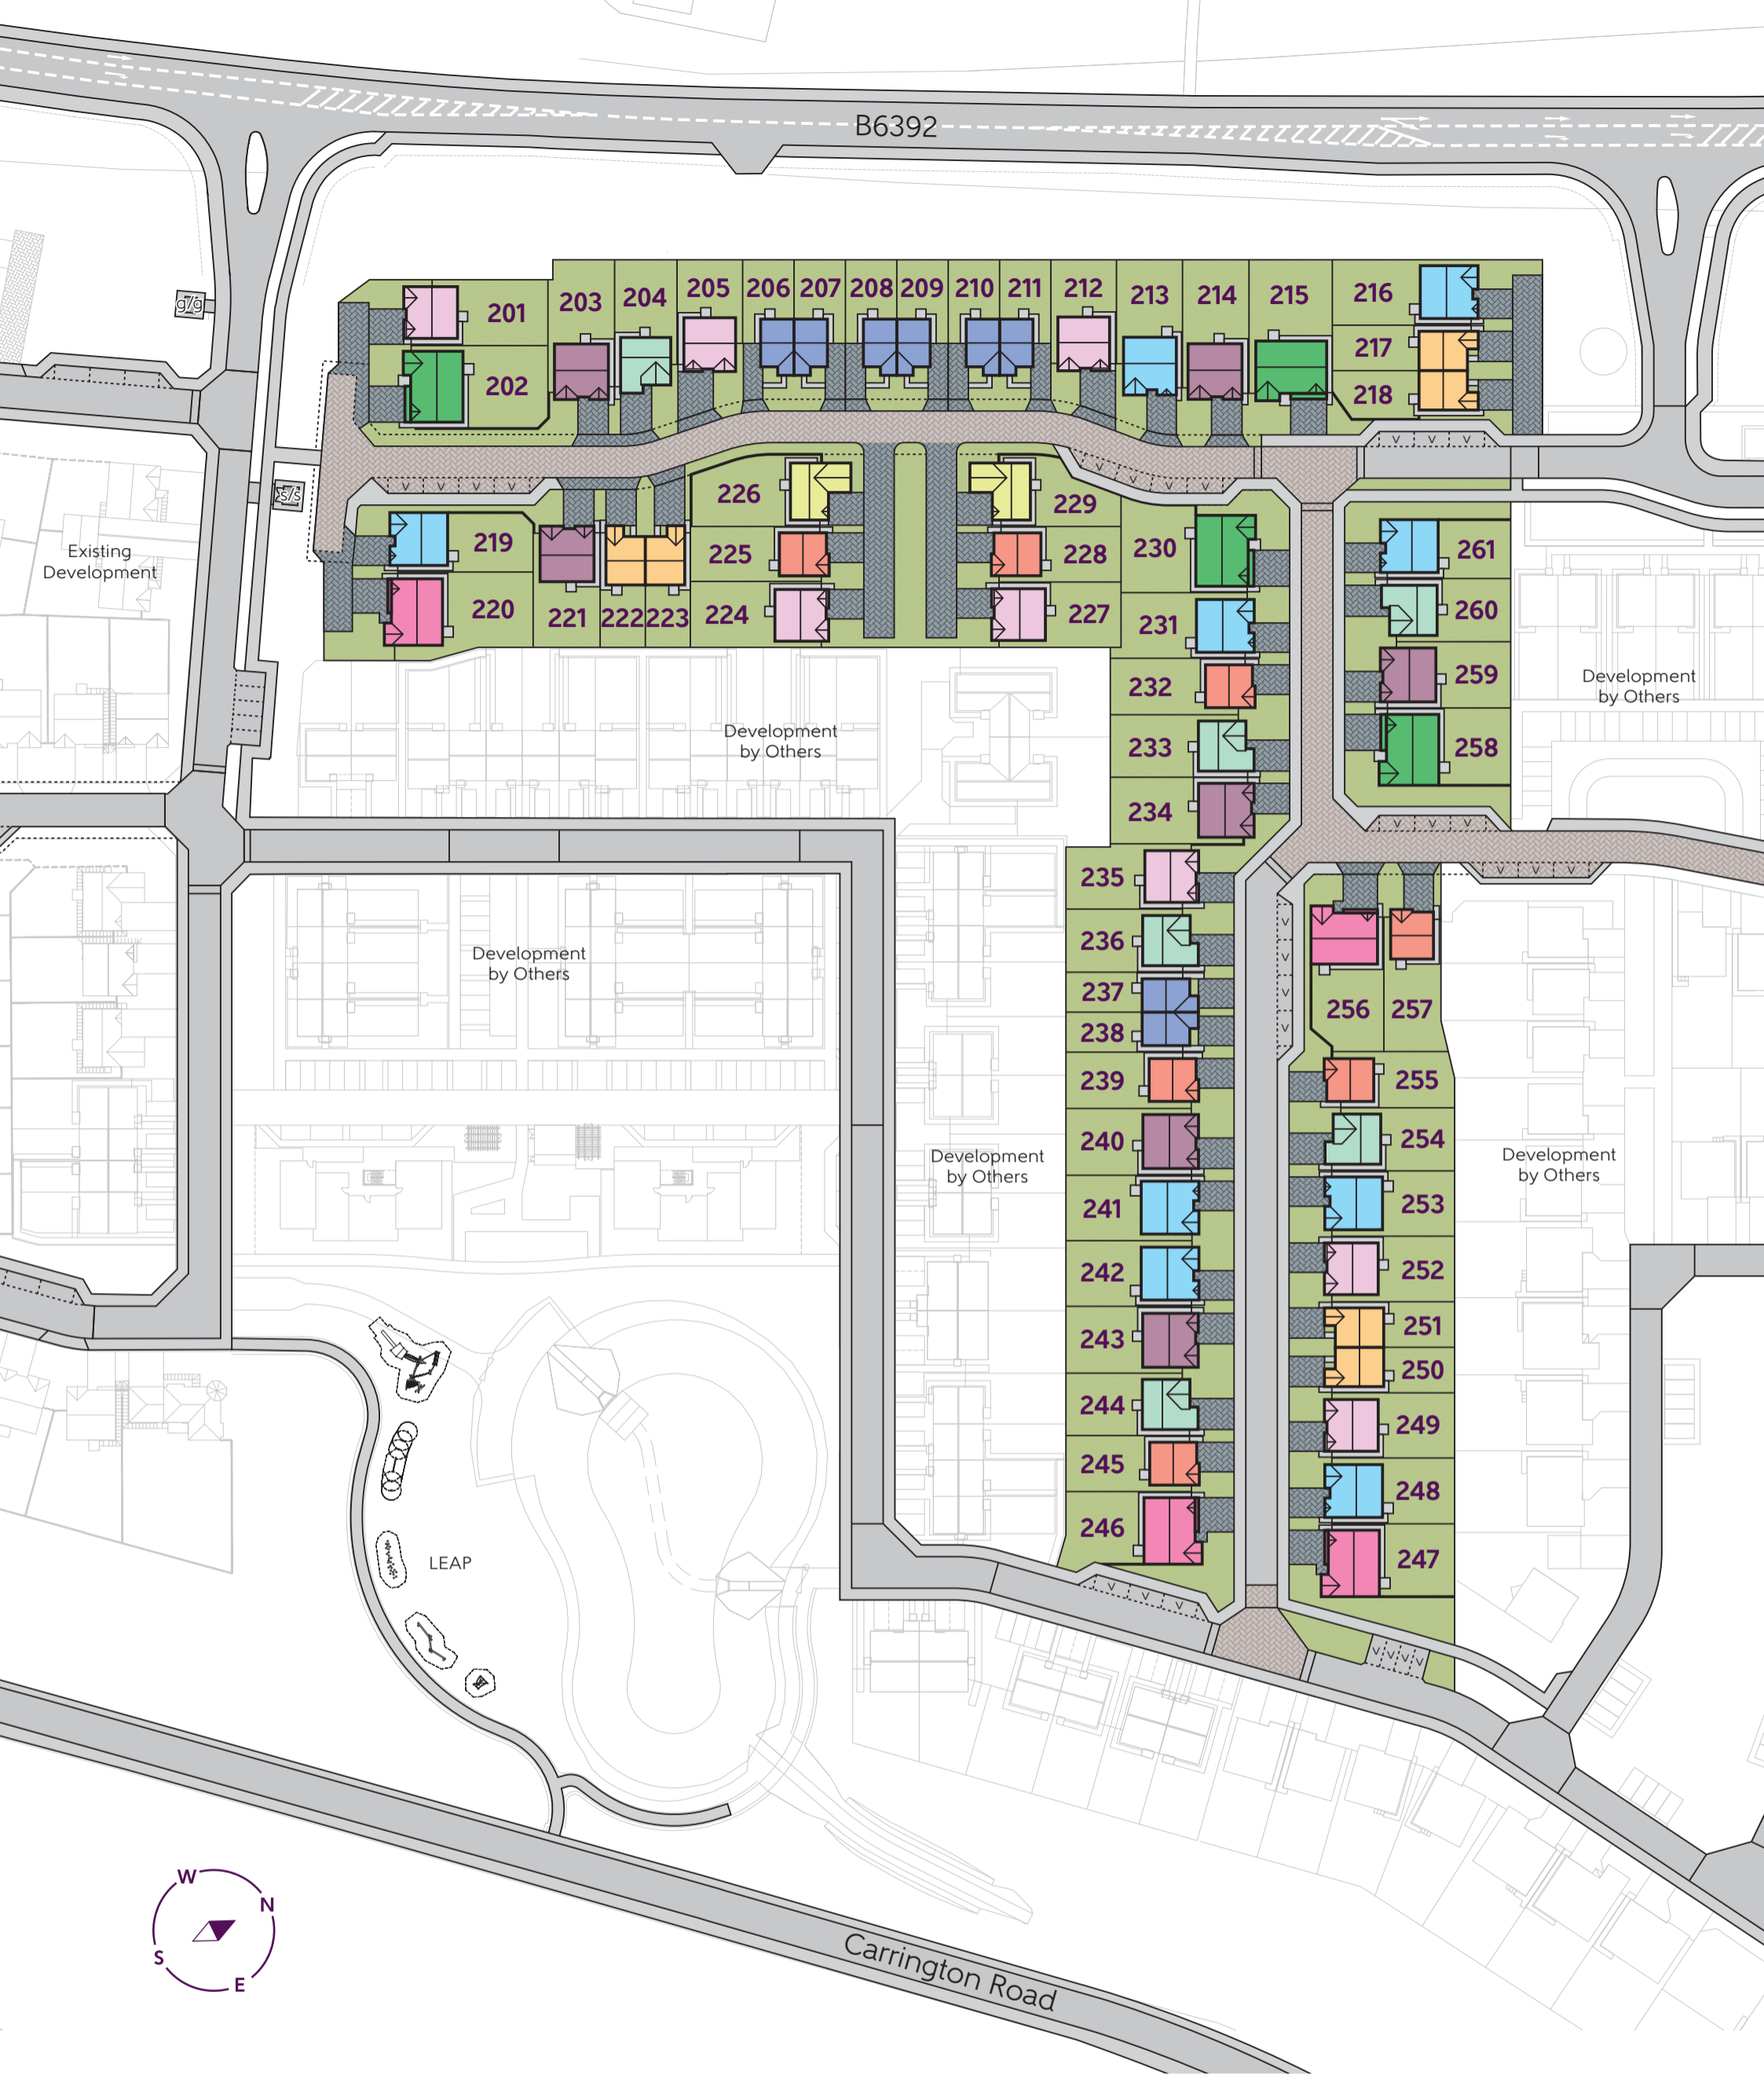 B6392
g/g
201
202
203
204
205
206
207
208
209
210
211
212
213
214
215
216
217
218
s/s
Existing
Development
219
220
221
222
223
224
225
226
227
228
229
230
231
232
233
234
261
260
259
258
Development
by Others
Development
by Others
Development
by Others
235
236
237
238
239
240
241
242
243
244
245
246
256
257
255
254
253
252
251
250
249
248
247
Development
by Others
Development
by Others
LEAP
W
N
S
E
Carrington Road